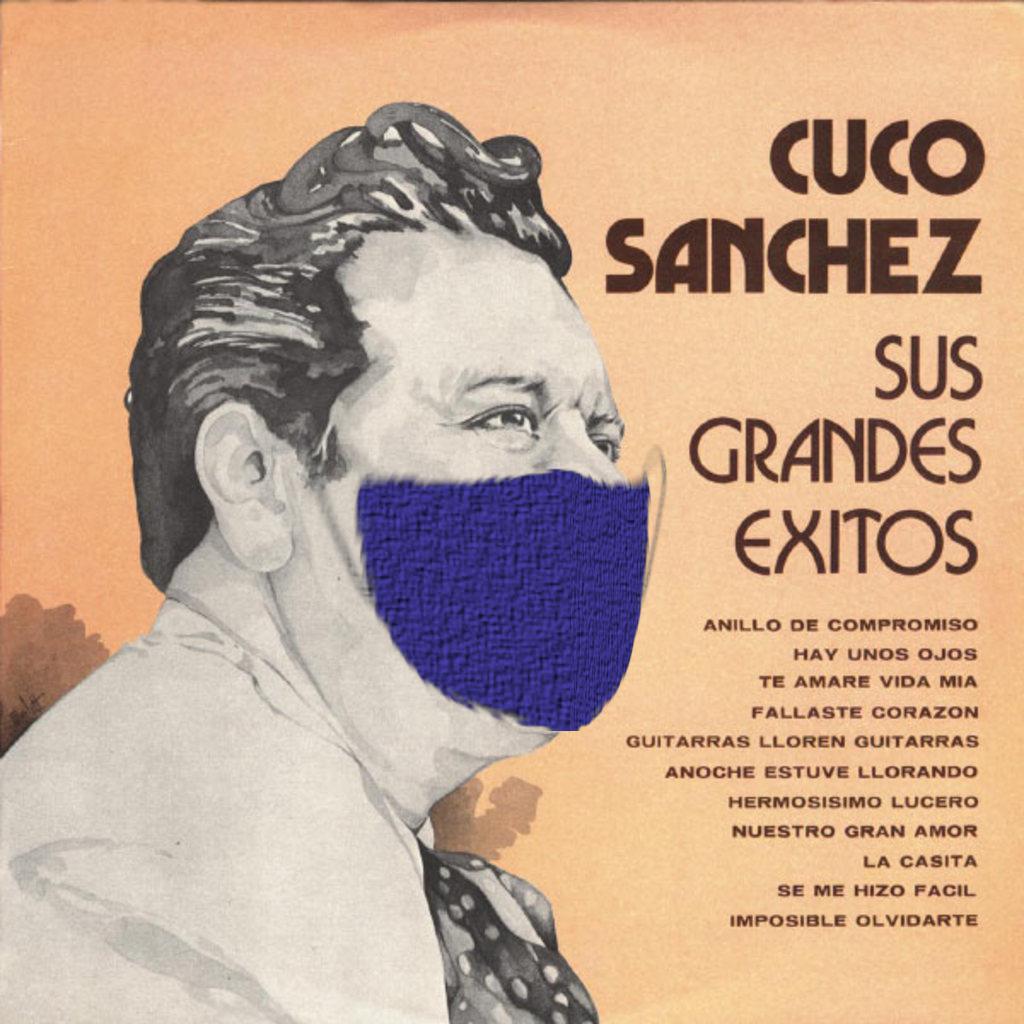 CUCO
SANCHEZ
SUS
GRANDES
EXITOS
ANILLO DE COMPROMISO
HAY UNOS OJOS
TE AMARE VIDA MIA
FALLASTE CORAZON
GUITARRAS LLOREN GUITARRAS
ANOCHE ESTUVE LLORANDO
HERMOSISIMO LUCERO
NUESTRO GRAN AMOR
LA CASITA
SE ME HIZO FACIL
IMPOSIBLE OLVIDARTE